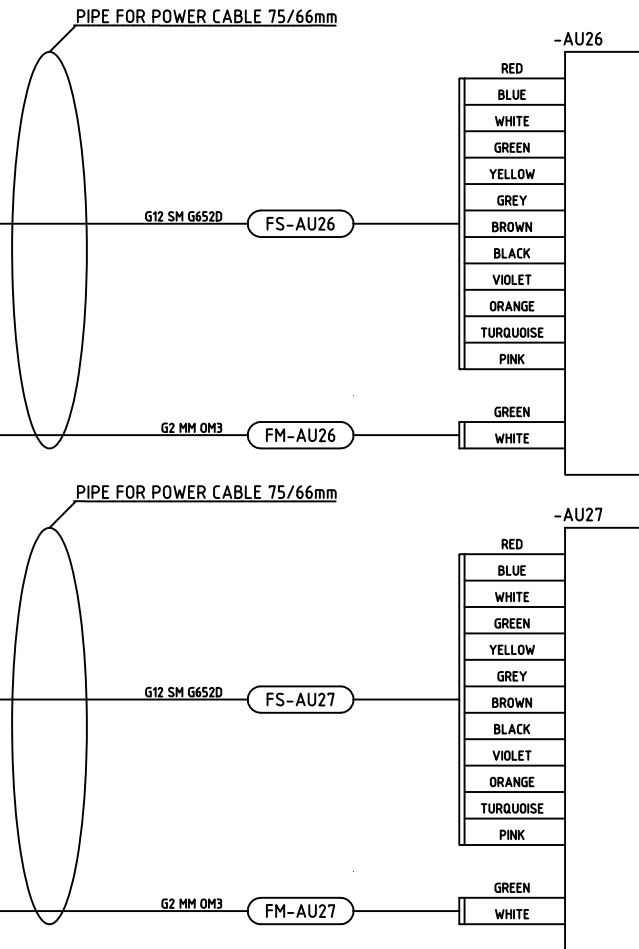 PIPE FOR POWER CABLE 75/66mm
-AU26
RED
BLUE
WHITE
GREEN
YELLOW
GREY
G12 SM G652D
FS-AU26
BROWN
BLACK
VIOLET
ORANGE
TURQUOISE
PINK
GREEN
G2 MM OM3
FM-AU26
WHITE
PIPE FOR POWER CABLE 75/66mm
-AU27
RED
BLUE
WHITE
GREEN
YELLOW
GREY
G12 SM G652D
FS-AU27
BROWN
BLACK
VIOLET
ORANGE
TURQUOISE
PINK
GREEN
G2 MM OM3
FM-AU27
WHITE